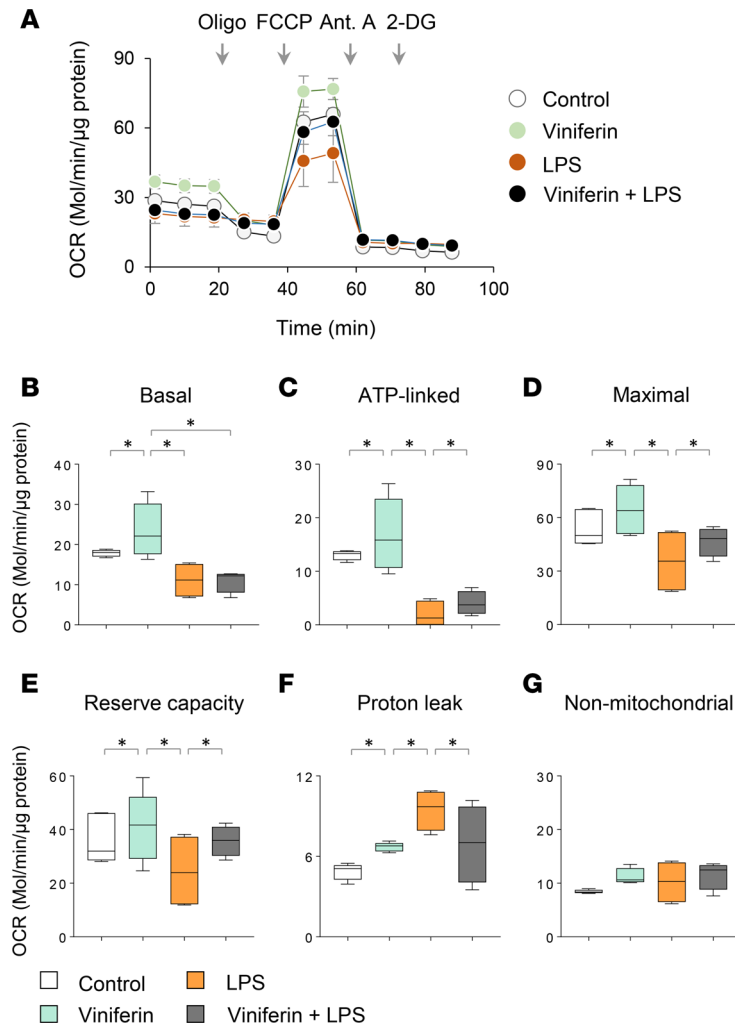 A
Oligo FCCP Ant. A 2-DG
OCR (Mol/min/µg protein)
90
60
30
0
0 20 40 60 80 100
Time (min)
Control
Viniferin
LPS
Viniferin + LPS
B
Basal
OCR (Mol/min/µg protein)
40
30
20
10
0
* * *
C
ATP-linked
30
20
10
0
* * *
D
Maximal
90
60
30
0
* * *
E
Reserve capacity
OCR (Mol/min/µg protein)
60
40
20
0
* * *
F
Proton leak
12
6
0
* * *
G
Non-mitochondrial
30
20
10
0
Control
LPS
Viniferin
Viniferin + LPS